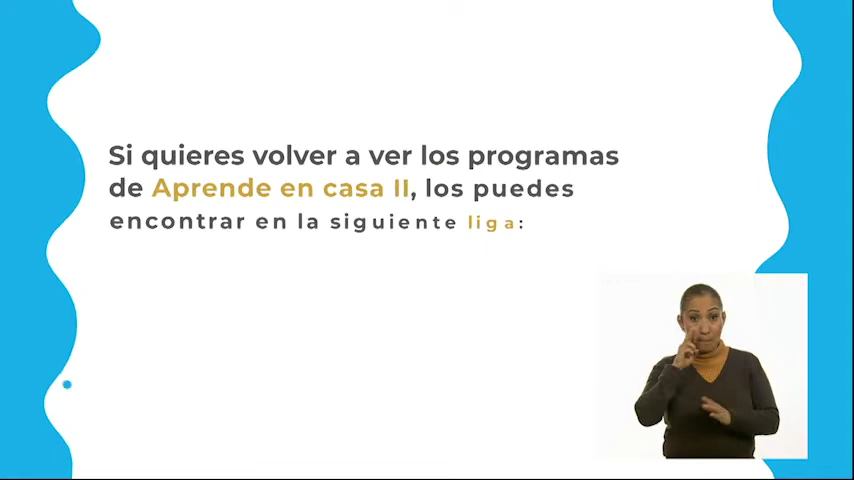 Si quieres volver a ver los programas
de Aprende en casa II, los puedes
encontrar en la siguiente liga: